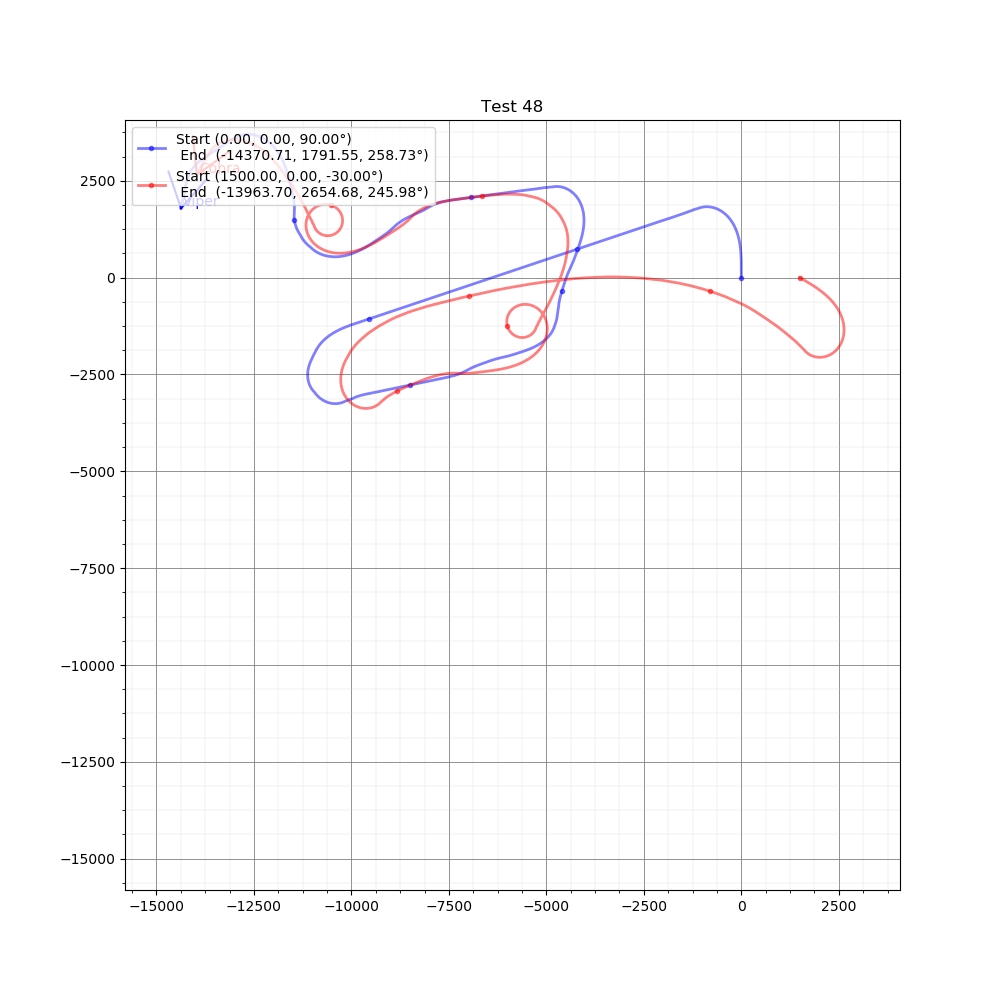 Test 48
Start (0.00, 0.00, 90.00°)
End (-14370.71, 1791.55, 258.73°)
Start (1500.00, 0.00, -30.00°)
End (-13963.70, 2654.68, 245.98°)
Cobra
Viper
2500
0
−2500
−5000
−7500
−10000
−12500
−15000
−15000 −12500 −10000 −7500 −5000 −2500 0 2500